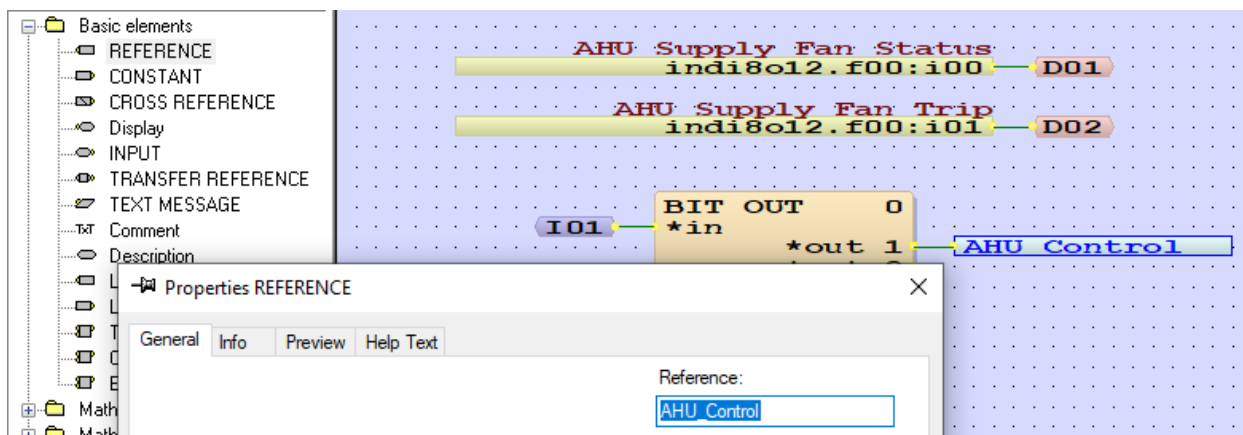 Basic elements
REFERENCE
CONSTANT
CROSS REFERENCE
Display
INPUT
TRANSFER REFERENCE
TEXT MESSAGE
TxT Comment
Description
AHU Supply Fan Status
indi8o12.f00:i00
D01
AHU Supply Fan Trip
indi8o12.f00:i01
D02
BIT OUT 0
I01
*in
*out 1
AHU Control
Properties REFERENCE
General
Info
Preview
Help Text
Reference:
AHU_Control
Math